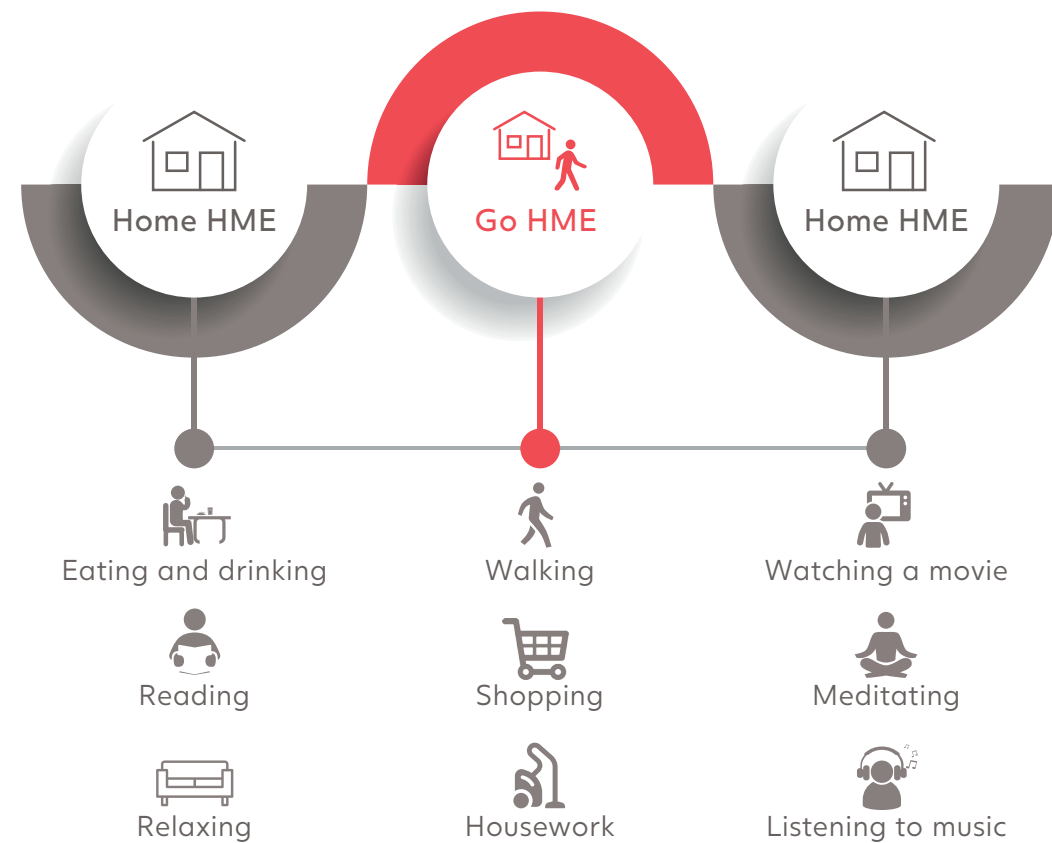 Home HME
Go HME
Home HME
Eating and drinking
Walking
Watching a movie
Reading
Shopping
Meditating
Relaxing
Housework
Listening to music